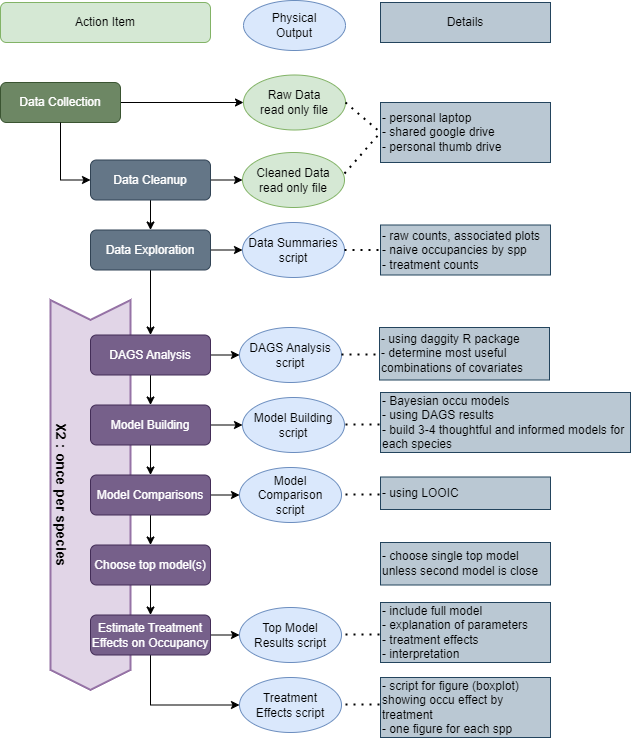 Action Item
Physical
Output
Details
Data Collection
Raw Data
read only file
- personal laptop
- shared google drive
- personal thumb drive
Data Cleanup
Cleaned Data
read only file
Data Exploration
Data Summaries
script
- raw counts, associated plots
- naive occupancies by spp
- treatment counts
X2 : once per species
DAGS Analysis
DAGS Analysis
script
- using daggity R package
- determine most useful
combinations of covariates
Model Building
Model Building
script
- Bayesian occu models
- using DAGS results
- build 3-4 thoughtful and informed models for
each species
Model Comparisons
Model
Comparison
script
- using LOOIC
Choose top model(s)
- choose single top model
unless second model is close
Estimate Treatment
Effects on Occupancy
Top Model
Results script
- include full model
- explanation of parameters
- treatment effects
- interpretation
Treatment
Effects script
- script for figure (boxplot)
showing occu effect by
treatment
- one figure for each spp